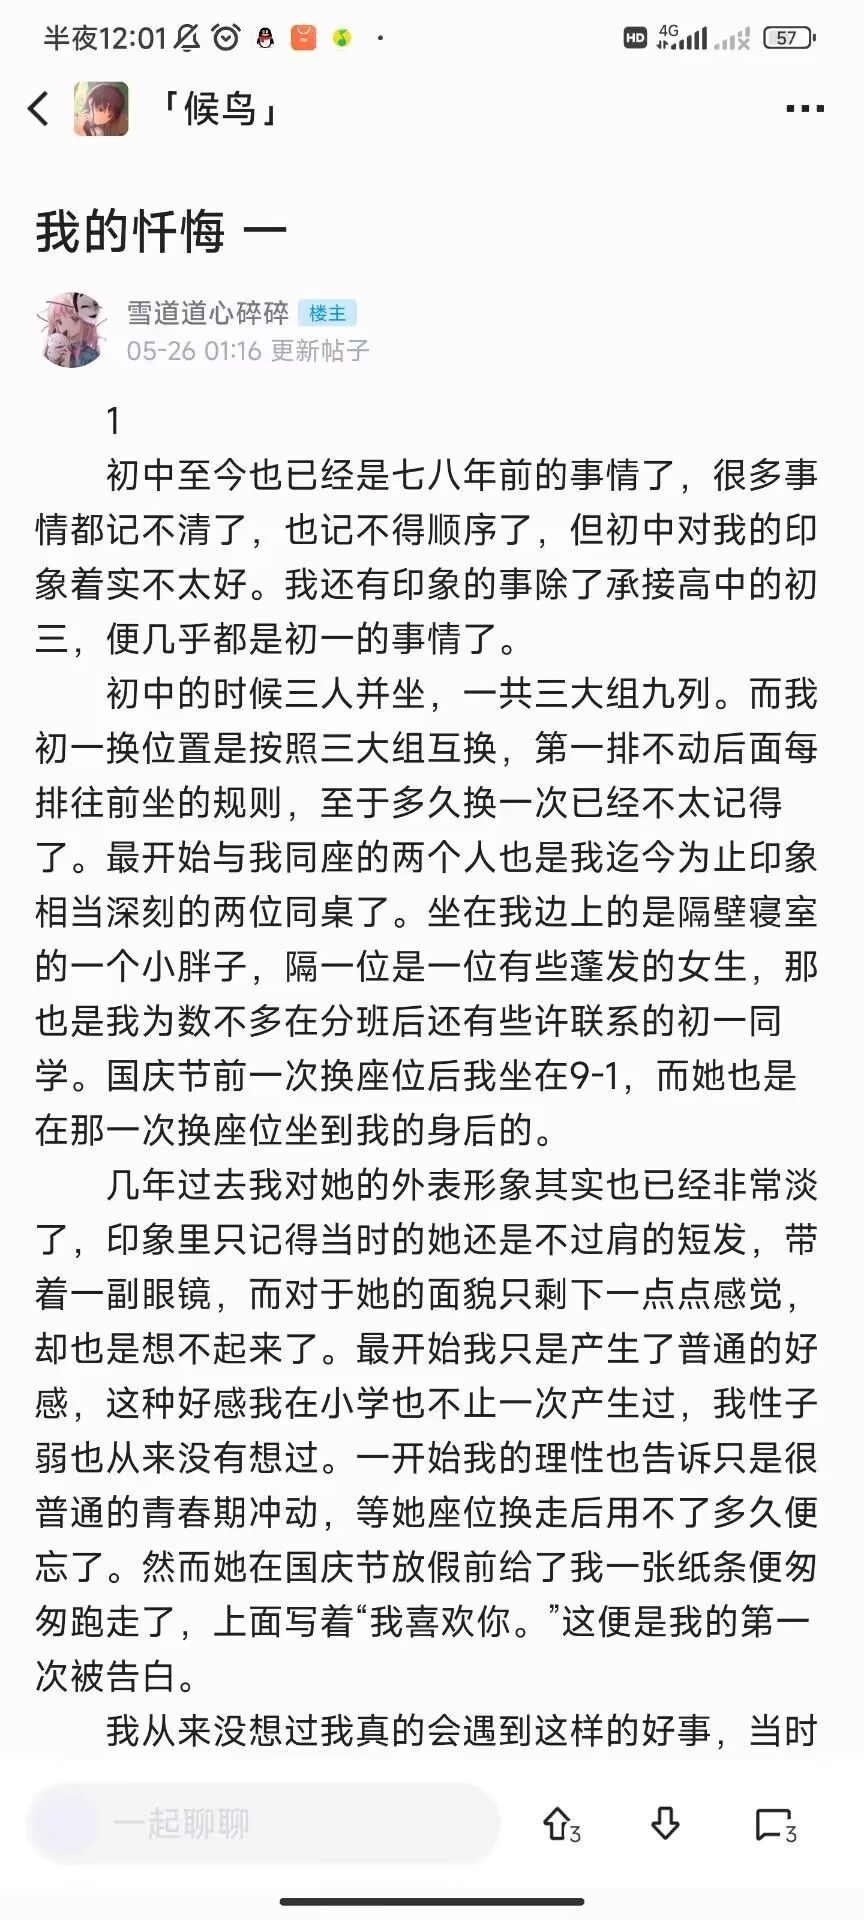 半夜12:01
HD 4G 57
「候鸟」
我的忏悔 一
雪道道心碎碎 楼主
05-26 01:16 更新帖子
1
初中至今也已经是七八年前的事情了，很多事
情都记不清了，也记不得顺序了，但初中对我的印
象着实不太好。我还有印象的事除了承接高中的初
三，便几乎都是初一的事情了。
初中的时候三人并坐，一共三大组九列。而我
初一换位置是按照三大组互换，第一排不动后面每
排往前坐的规则，至于多久换一次已经不太记得
了。最开始与我同座的两个人也是我迄今为止印象
相当深刻的两位同桌了。坐在我边上的是隔壁寝室
的一个小胖子，隔一位是一位有些蓬发的女生，那
也是我为数不多在分班后还有些许联系的初一同
学。国庆节前一次换座位后我坐在9-1，而她也是
在那一次换座位坐到我的身后的。
几年过去我对她的外表形象其实也已经非常淡
了，印象里只记得当时的她还是不过肩的短发，带
着一副眼镜，而对于她的面貌只剩下一点点感觉，
却也是想不起来了。最开始我只是产生了普通的好
感，这种好感我在小学也不止一次产生过，我性子
弱也从来没有想过。一开始我的理性也告诉只是很
普通的青春期冲动，等她座位换走后用不了多久便
忘了。然而她在国庆节放假前给了我一张纸条便匆
匆跑走了，上面写着“我喜欢你。”这便是我的第一
次被告白。
我从来没想过我真的会遇到这样的好事，当时
一起聊聊
3
3